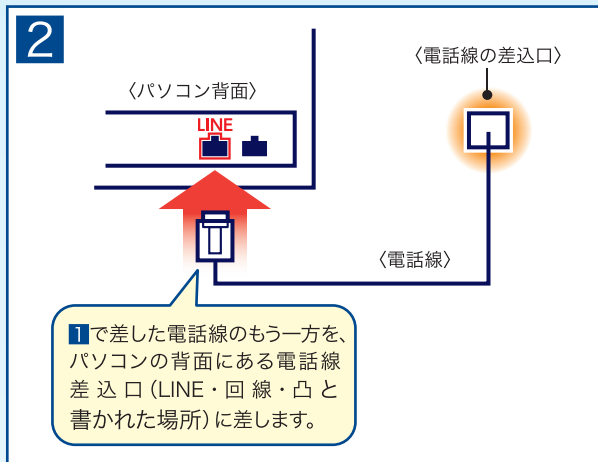 2
〈電話線の差込口〉
〈パソコン背面〉
LINE
〈電話線〉
1で差した電話線のもう一方を、
パソコンの背面にある電話線
差込口(LINE・回線・凸と
書かれた場所)に差します。